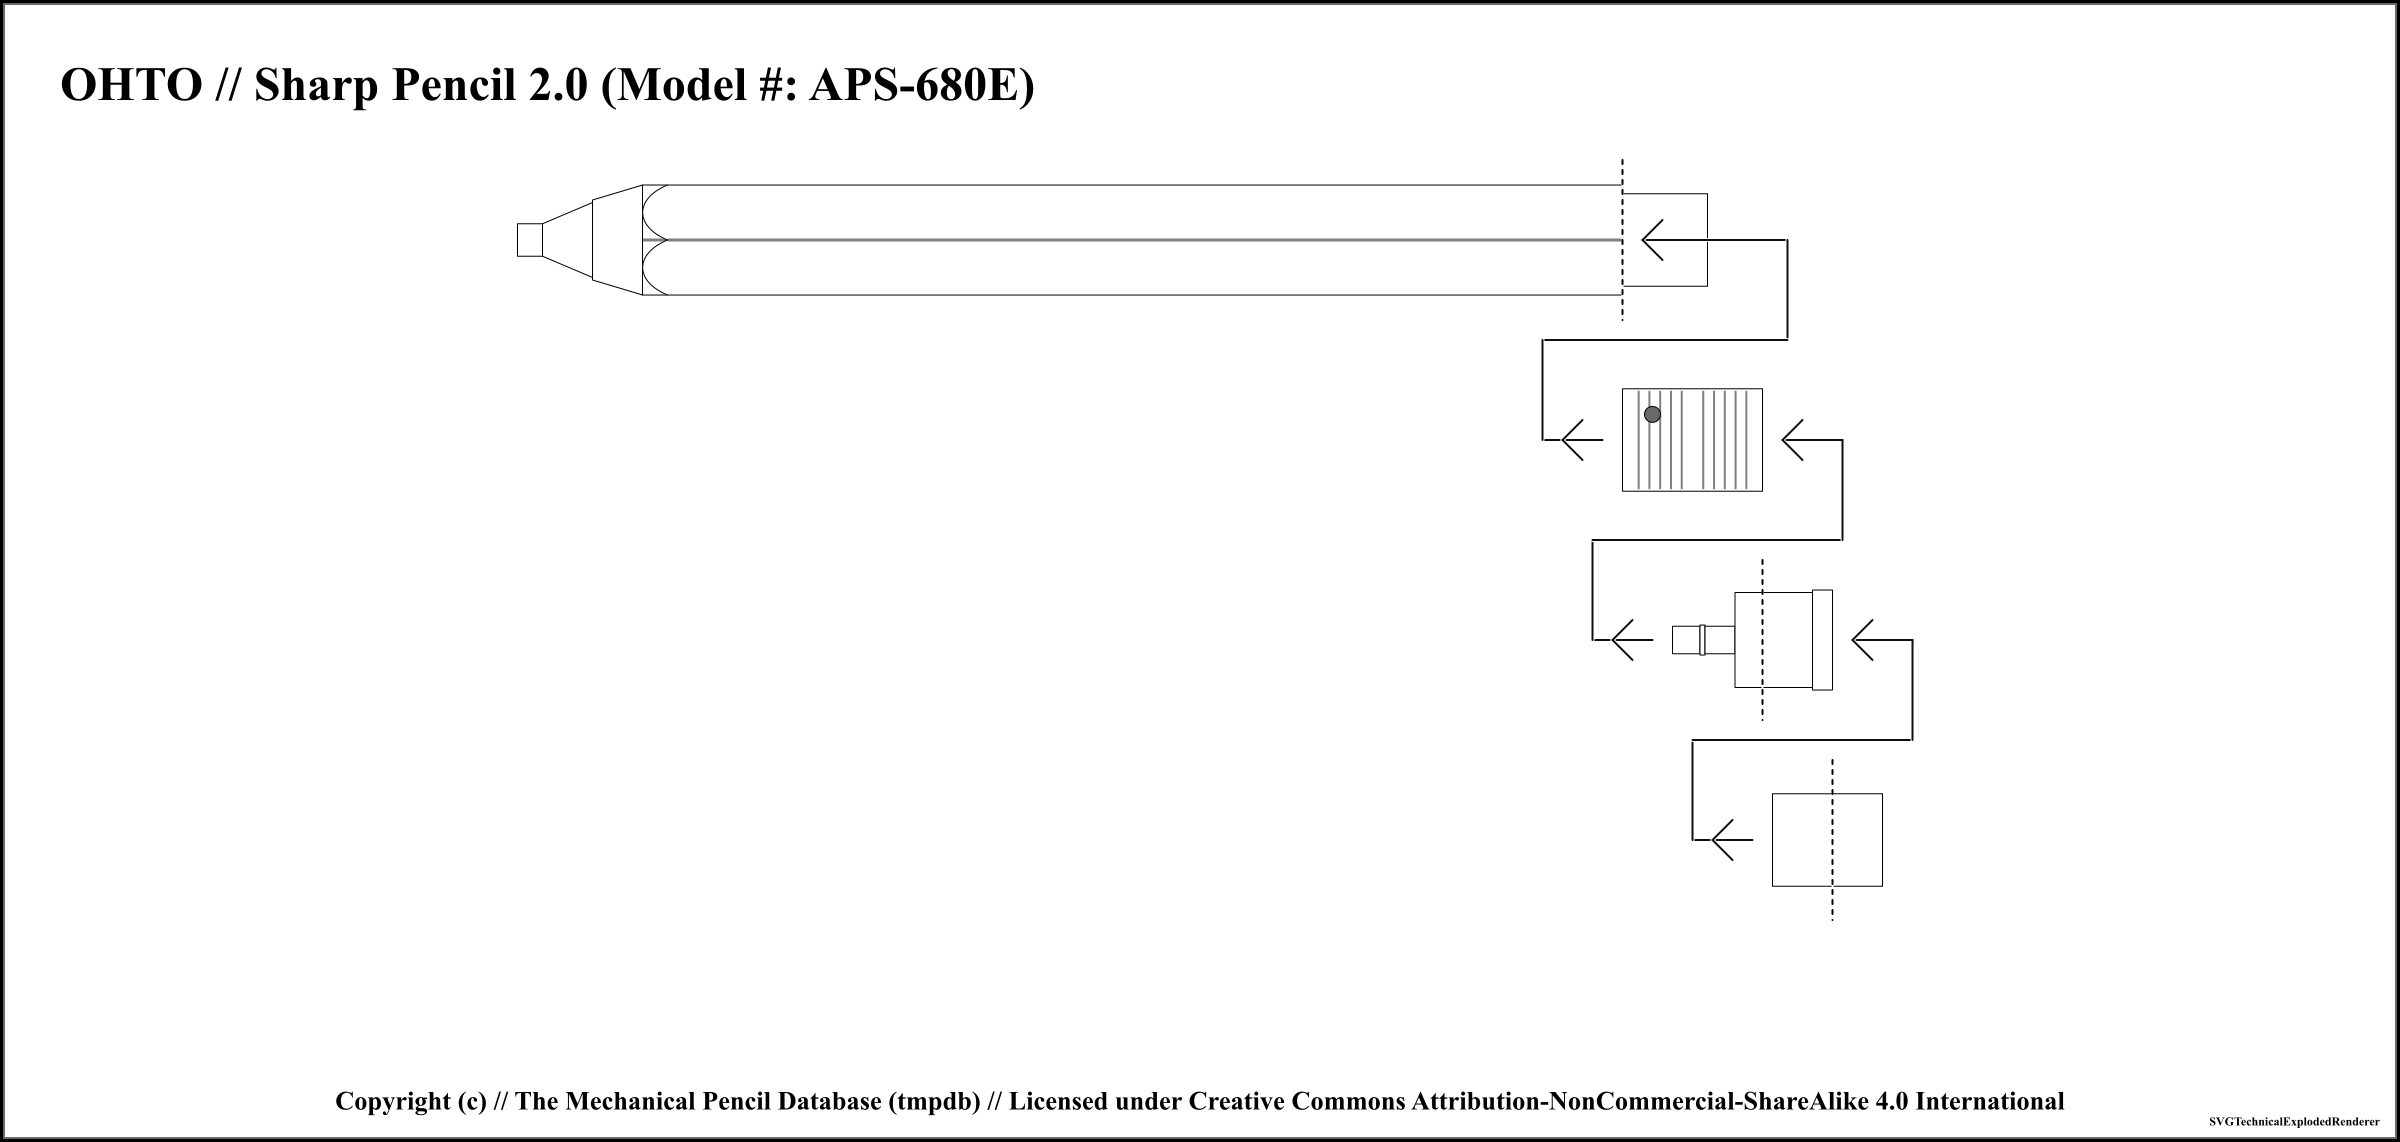 OHTO // Sharp Pencil 2.0 (Model #: APS-680E)
Copyright (c) // The Mechanical Pencil Database (tmpdb) // Licensed under Creative Commons Attribution-NonCommercial-ShareAlike 4.0 International
SVGTechnicalExplodedRenderer